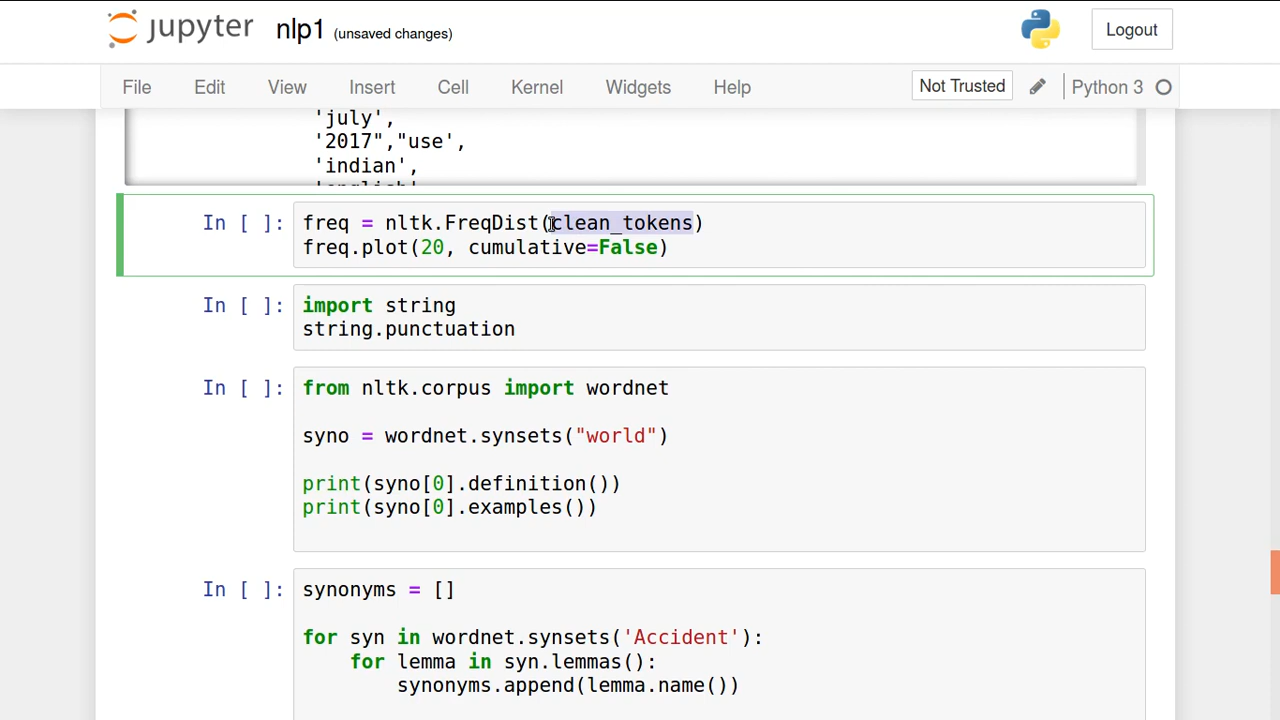 jupyter nlp1 (unsaved changes) Logout
File Edit View Insert Cell Kernel Widgets Help Not Trusted Python 3
'july',
'2017","use',
'indian',
'english'
In [ ]: freq = nltk.FreqDist(clean_tokens)
freq.plot(20, cumulative=False)
In [ ]: import string
string.punctuation
In [ ]: from nltk.corpus import wordnet
syno = wordnet.synsets("world")
print(syno[0].definition())
print(syno[0].examples())
In [ ]: synonyms = []
for syn in wordnet.synsets('Accident'):
for lemma in syn.lemmas():
synonyms.append(lemma.name())